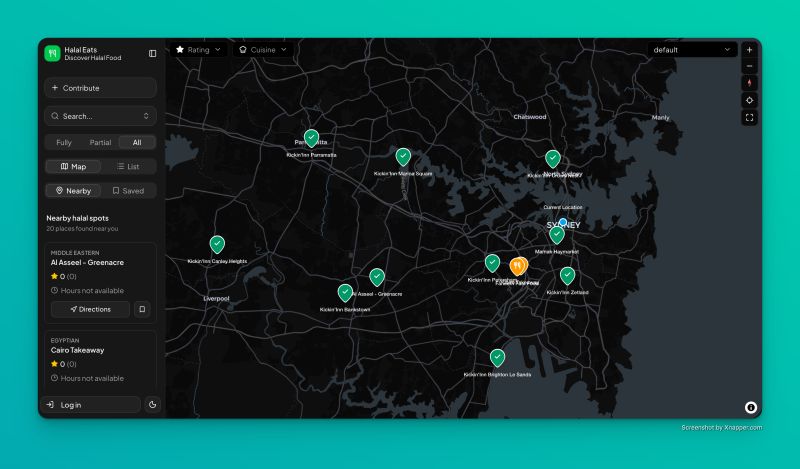 Halal Eats
Discover Halal Food
Contribute
Search...
Fully
Partial
All
Map
List
Nearby
Saved
Nearby halal spots
20 places found near you
MIDDLE EASTERN
Al Asseel - Greenacre
0 (0)
Hours not available
Directions
EGYPTIAN
Cairo Takeaway
0 (0)
Hours not available
Log in
Rating
Cuisine
default
Chatswood
Manly
Kickin'Inn Parramatta
Kickin'Inn Marina Square
North Sydney
Current Location
SYDNEY
Mamak Haymarket
Kickin'Inn Canley Heights
Liverpool
Al Asseel - Greenacre
Kickin'Inn Bankstown
Kickin'Inn Zetland
Kickin'Inn Brighton Le Sands
Screenshot by Xnapper.com